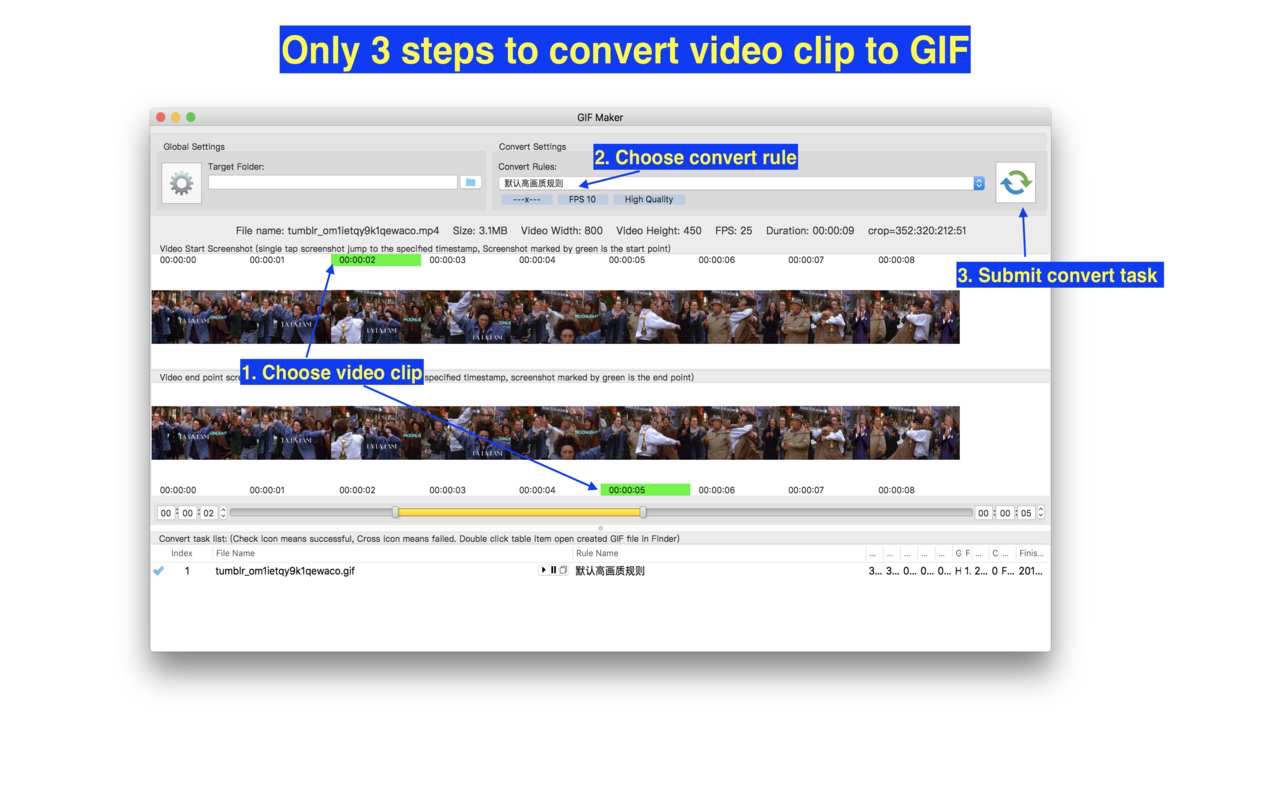 Only 3 steps to convert video clip to GIF
GIF Maker
Global Settings
Convert Settings
2. Choose convert rule
Target Folder:
Convert Rules:
默认高画质规则
---x--- FPS 10 High Quality
File name: tumblr_om1ietqy9k1qewaco.mp4 Size: 3.1MB Video Width: 800 Video Height: 450 FPS: 25 Duration: 00:00:09 crop=352:320:212:51
Video Start Screenshot (single tap screenshot jump to the specified timestamp, Screenshot marked by green is the start point)
00:00:00 00:00:01 00:00:02 00:00:03 00:00:04 00:00:05 00:00:06 00:00:07 00:00:08
3. Submit convert task
LA LA LAND
1. Choose video clip
Video end point specified timestamp, screenshot marked by green is the end point)
LA LA LAND
00:00:00 00:00:01 00:00:02 00:00:03 00:00:04 00:00:05 00:00:06 00:00:07 00:00:08
00 : 00 : 02 00 : 00 : 05
Convert task list: (Check Icon means successful, Cross icon means failed. Double click table item open created GIF file in Finder)
Index File Name Rule Name ... ... ... ... ... G F ... C ... Finis...
1 tumblr_om1ietqy9k1qewaco.gif 默认高画质规则 3... 3... 0... 0... 0... H 1. 2... 0 F... 201...